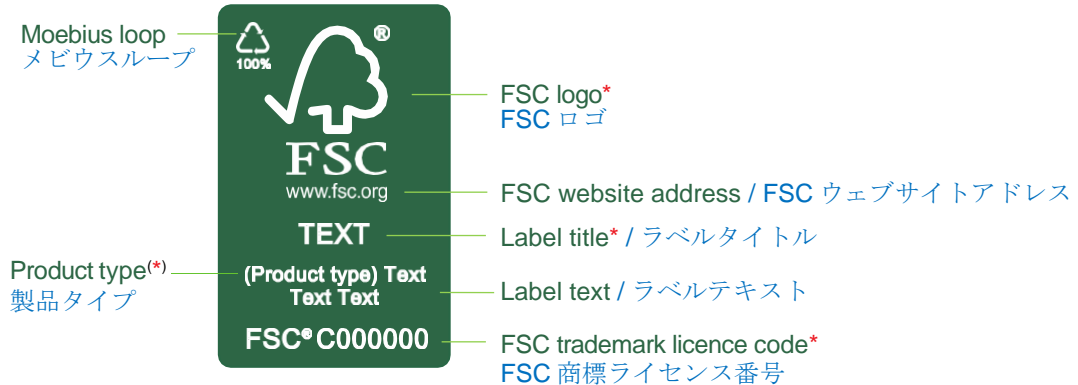 Moebius loop
メビウスループ
100%
®
FSC
www.fsc.org
TEXT
(Product type) Text
Text Text
FSC® C000000
FSC logo*
FSC ロゴ
FSC website address / FSC ウェブサイトアドレス
Label title* / ラベルタイトル
Product type(*)
製品タイプ
Label text / ラベルテキスト
FSC trademark licence code*
FSC 商標ライセンス番号